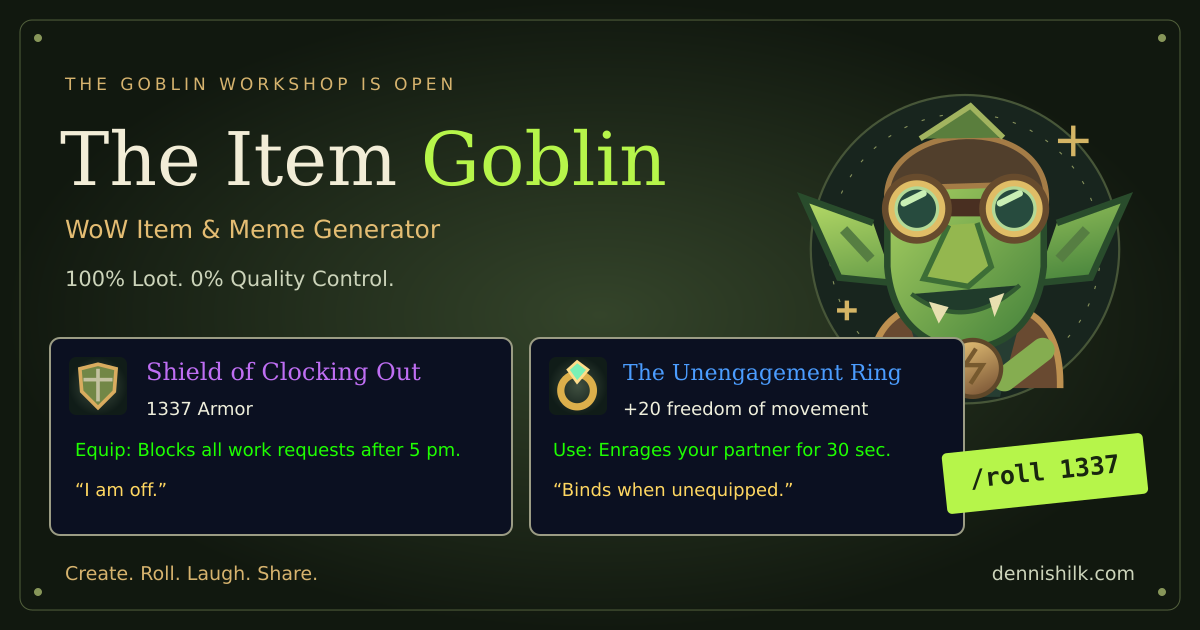 THE GOBLIN WORKSHOP IS OPEN
The Item Goblin
WoW Item & Meme Generator
100% Loot. 0% Quality Control.
Shield of Clocking Out
1337 Armor
Equip: Blocks all work requests after 5 pm.
“I am off.”
The Unengagement Ring
+20 freedom of movement
Use: Enrages your partner for 30 sec.
“Binds when unequipped.”
/roll 1337
Create. Roll. Laugh. Share.
dennishilk.com